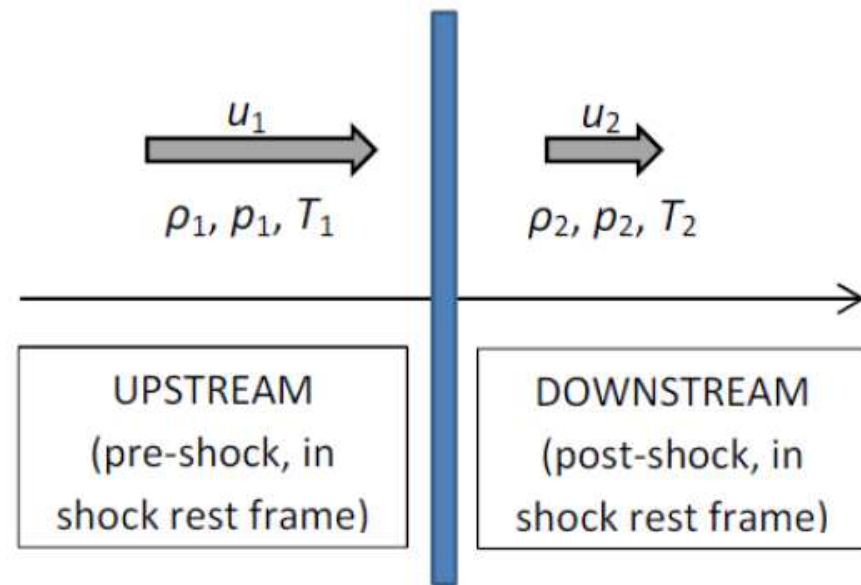 u₁
u₂
ρ₁, p₁, T₁
ρ₂, p₂, T₂
UPSTREAM
(pre-shock, in
shock rest frame)
DOWNSTREAM
(post-shock, in
shock rest frame)